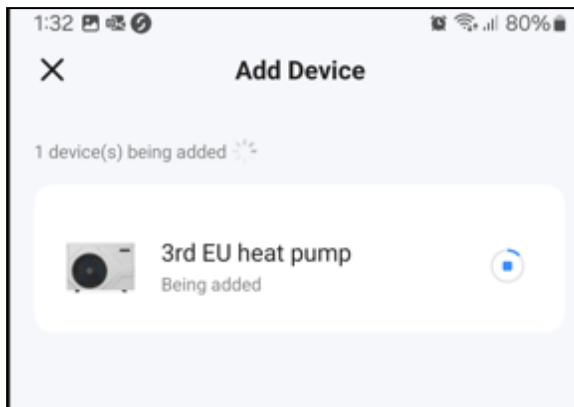 1:32 80%
Add Device
1 device(s) being added
3rd EU heat pump
Being added